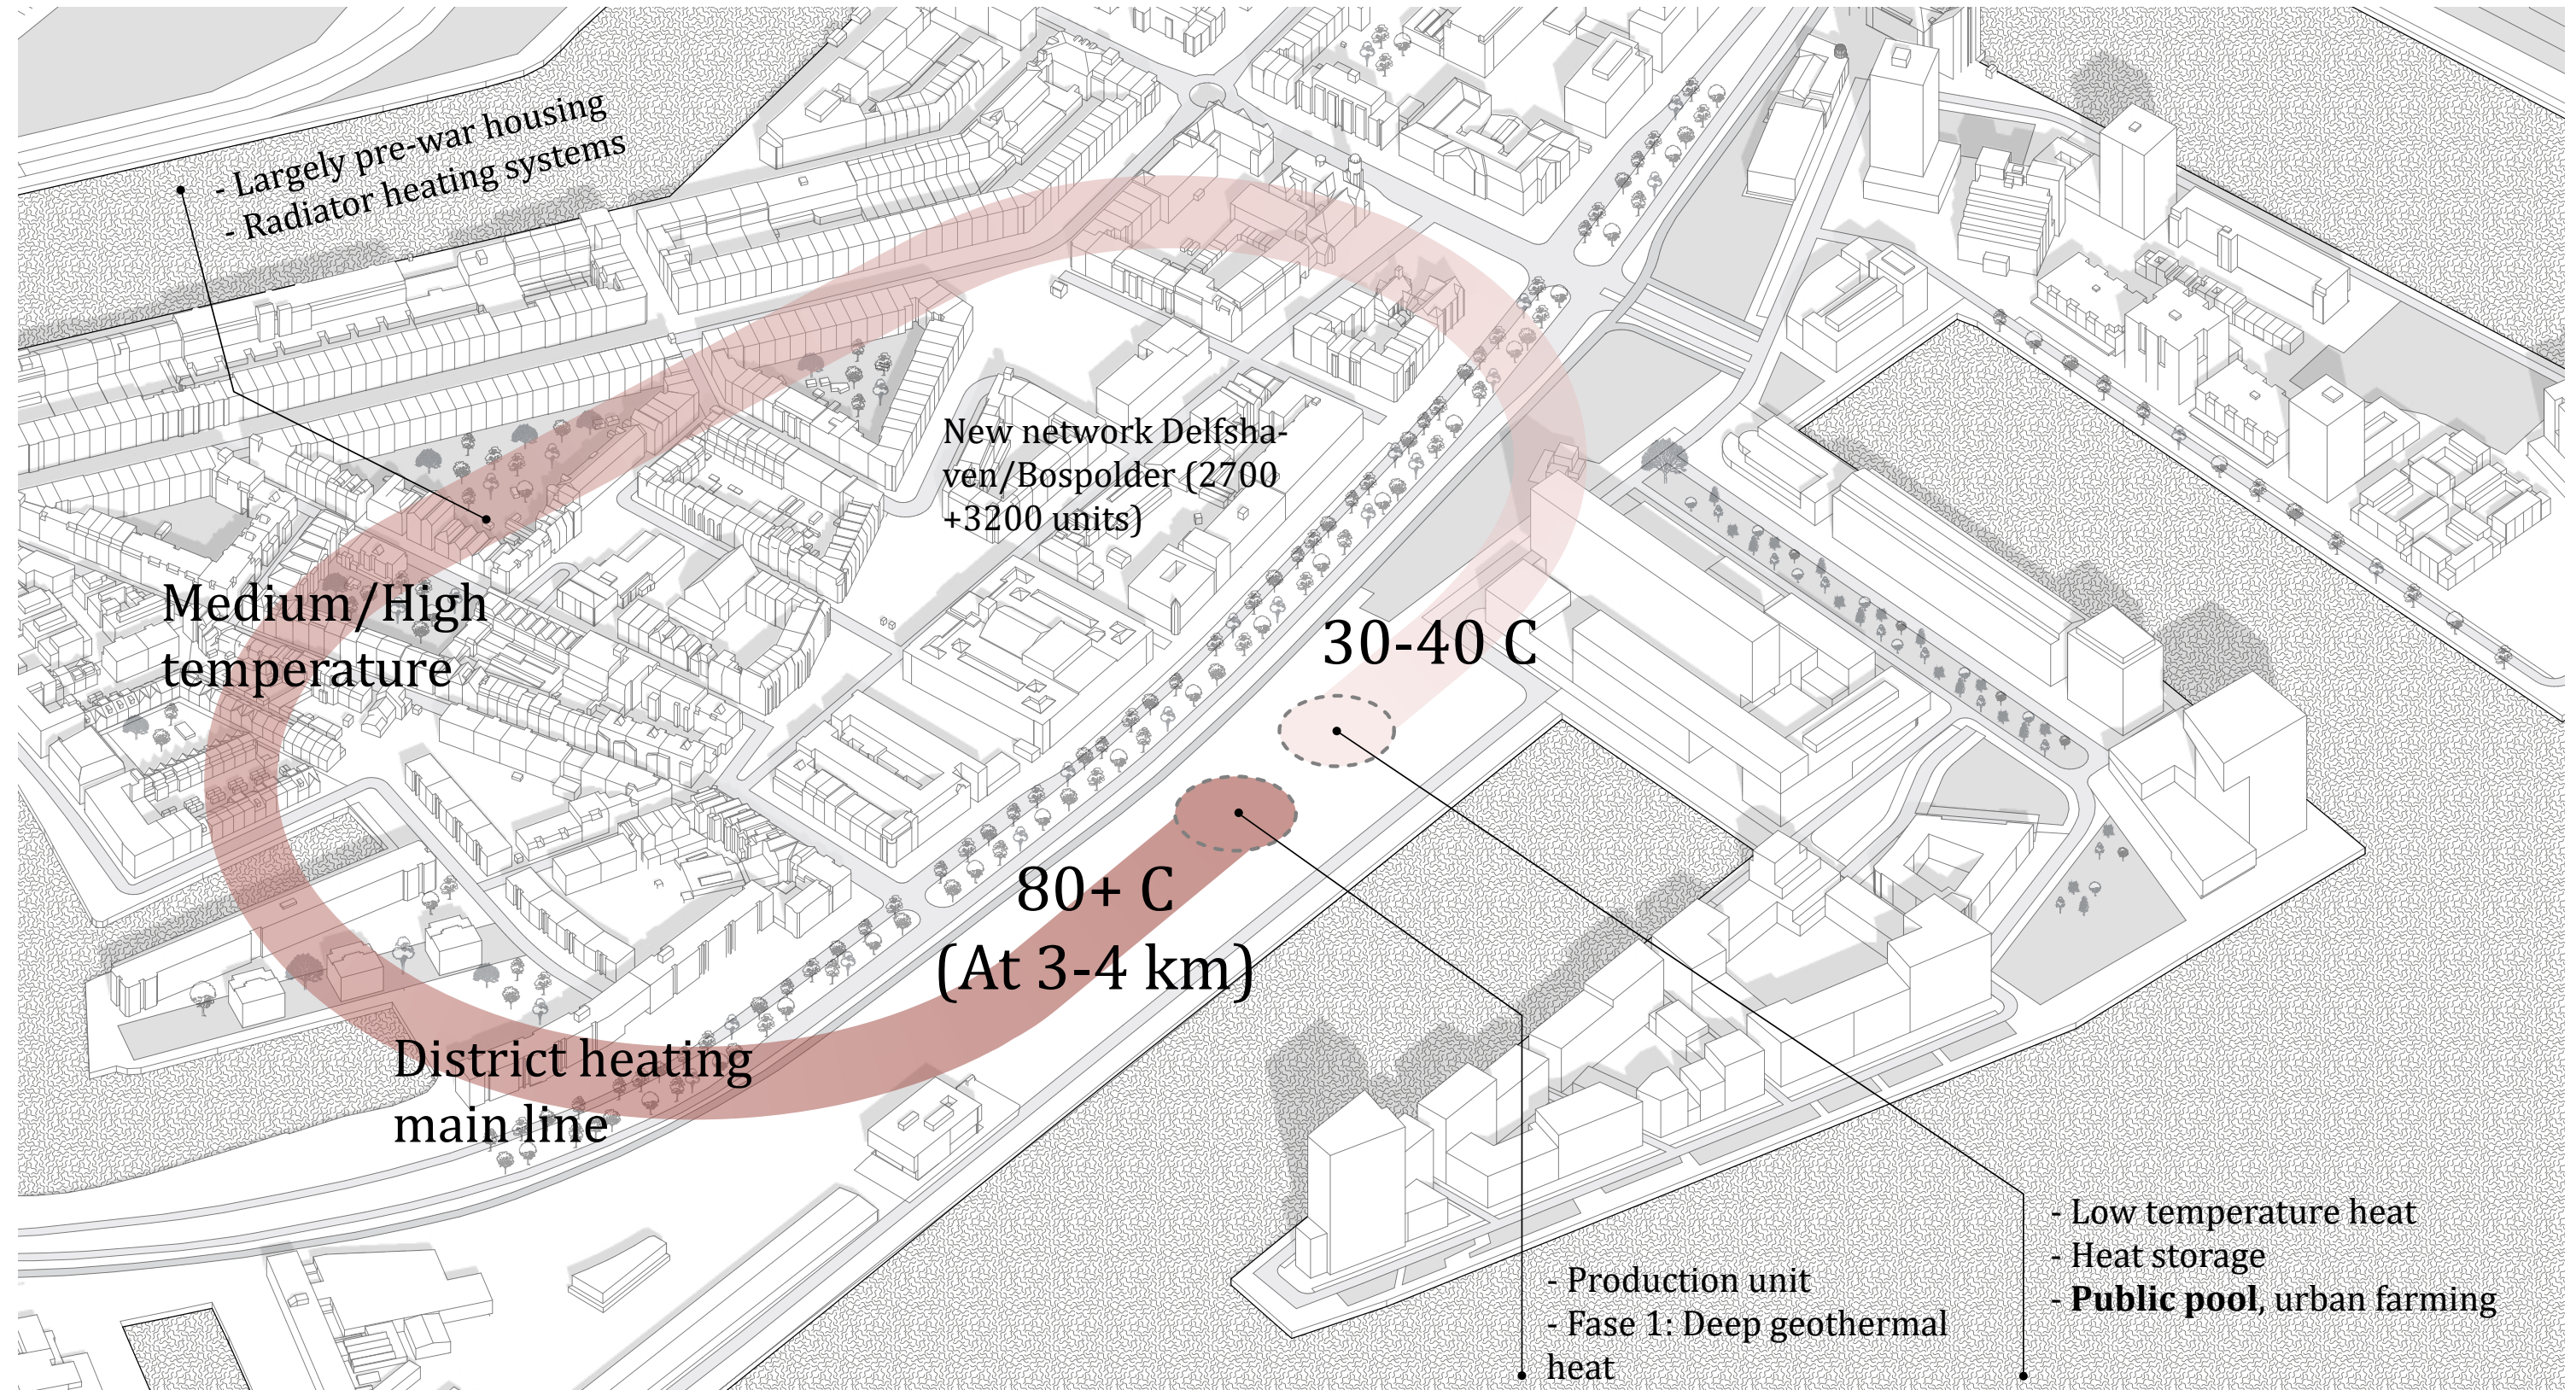 - Largely pre-war housing
- Radiator heating systems
New network Delfsha-
ven/Bospolder (2700
+3200 units)
Medium/High
temperature
30-40 C
80+ C
(At 3-4 km)
District heating
main line
- Production unit
- Fase 1: Deep geothermal
heat
- Low temperature heat
- Heat storage
- Public pool, urban farming